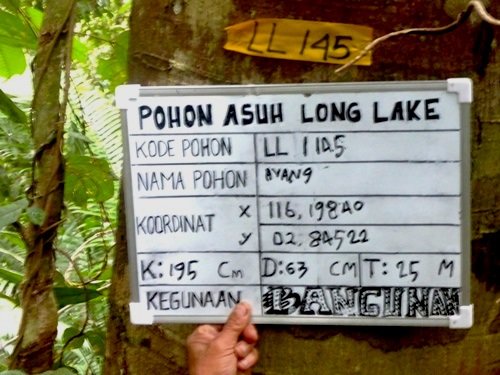 LL 145
POHON ASUH LONG LAKE
KODE POHON LL 145
NAMA POHON AYANG
KOORDINAT X 116,19840
Y 02.84522
K: 195 Cm D: 63 CM T: 25 M
KEGUNAAN BANGUNAN